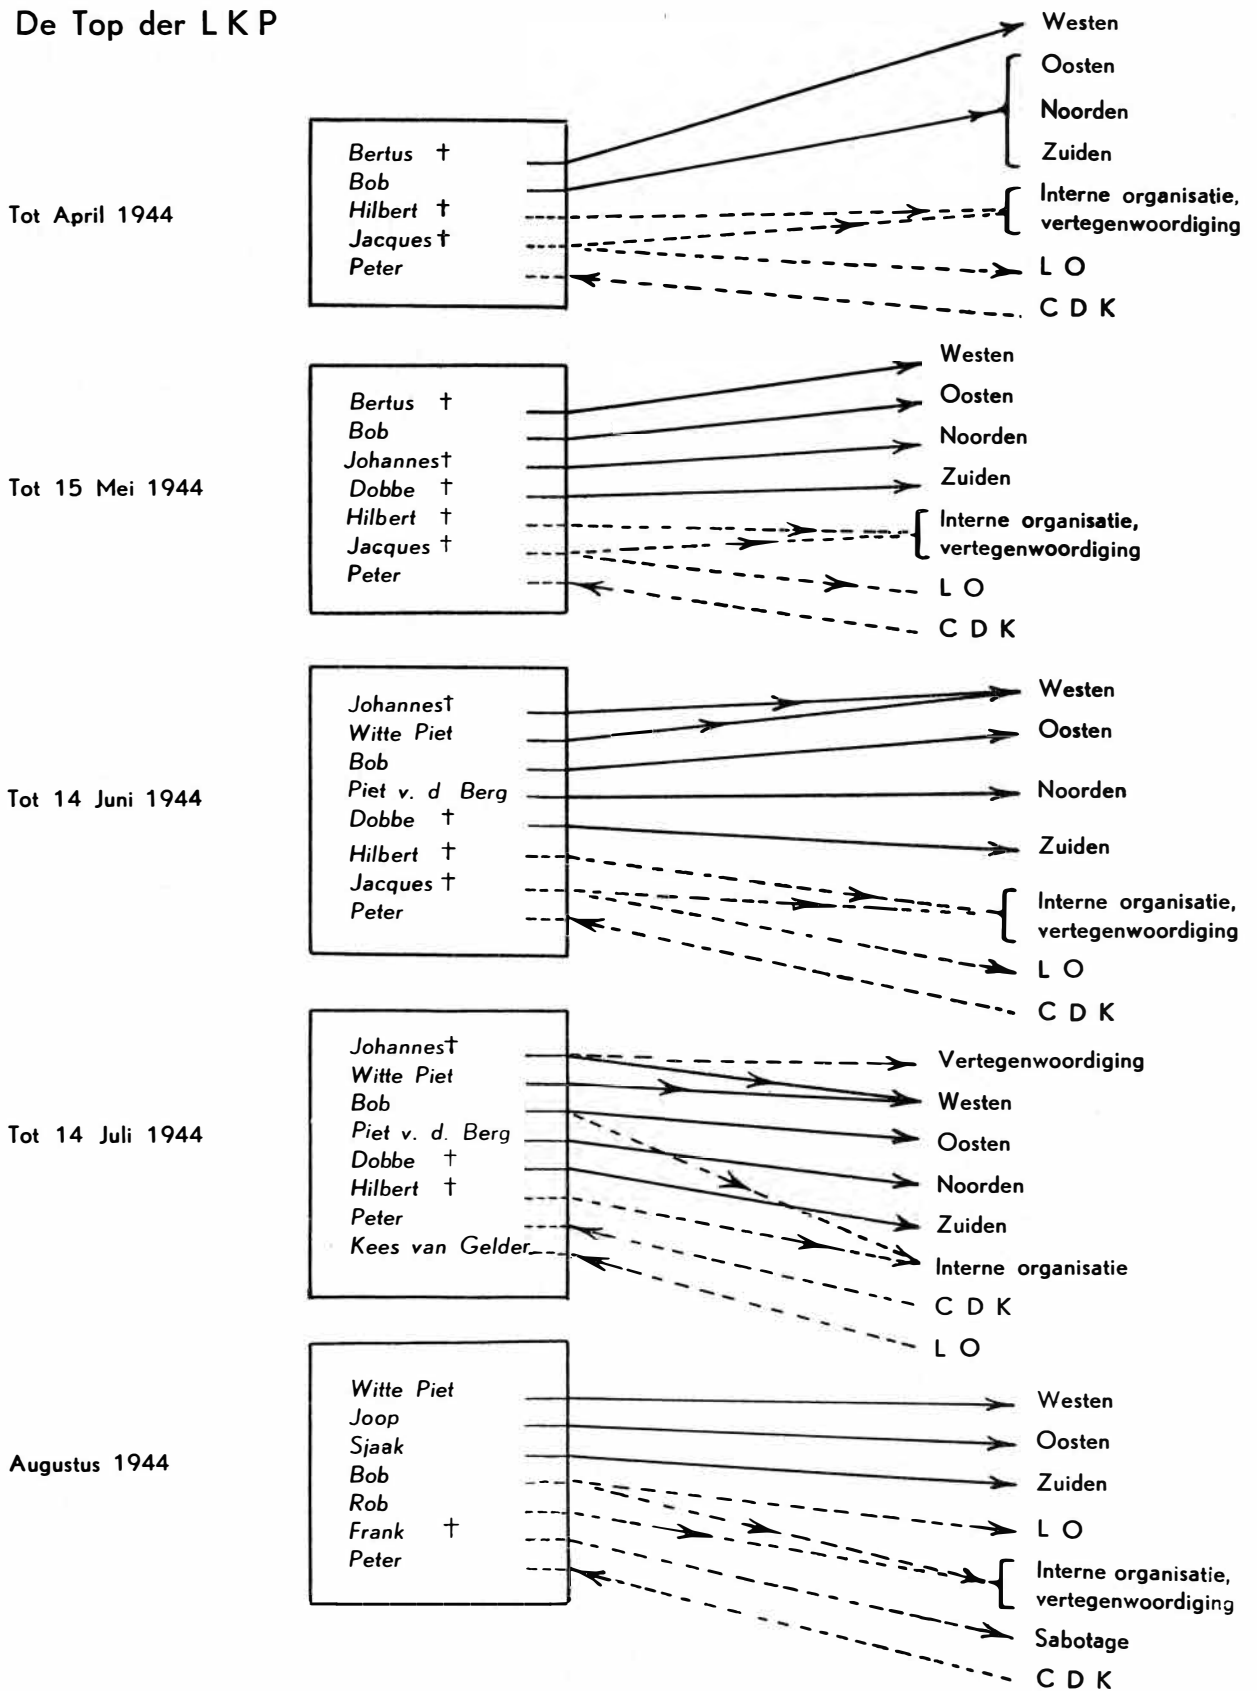 De Top der L K P
Tot April 1944
Bertus †
Bob
Hilbert †
Jacques †
Peter
Westen
Oosten
Noorden
Zuiden
Interne organisatie,
vertegenwoordiging
L O
C D K
Tot 15 Mei 1944
Bertus †
Bob
Johannes †
Dobbe †
Hilbert †
Jacques †
Peter
Westen
Oosten
Noorden
Zuiden
Interne organisatie,
vertegenwoordiging
L O
C D K
Tot 14 Juni 1944
Johannes †
Witte Piet
Bob
Piet v. d Berg
Dobbe †
Hilbert †
Jacques †
Peter
Westen
Oosten
Noorden
Zuiden
Interne organisatie,
vertegenwoordiging
L O
C D K
Tot 14 Juli 1944
Johannes †
Witte Piet
Bob
Piet v. d. Berg
Dobbe †
Hilbert †
Peter
Kees van Gelder
Vertegenwoordiging
Westen
Oosten
Noorden
Zuiden
Interne organisatie
C D K
L O
Augustus 1944
Witte Piet
Joop
Sjaak
Bob
Rob
Frank †
Peter
Westen
Oosten
Zuiden
L O
Interne organisatie,
vertegenwoordiging
Sabotage
C D K